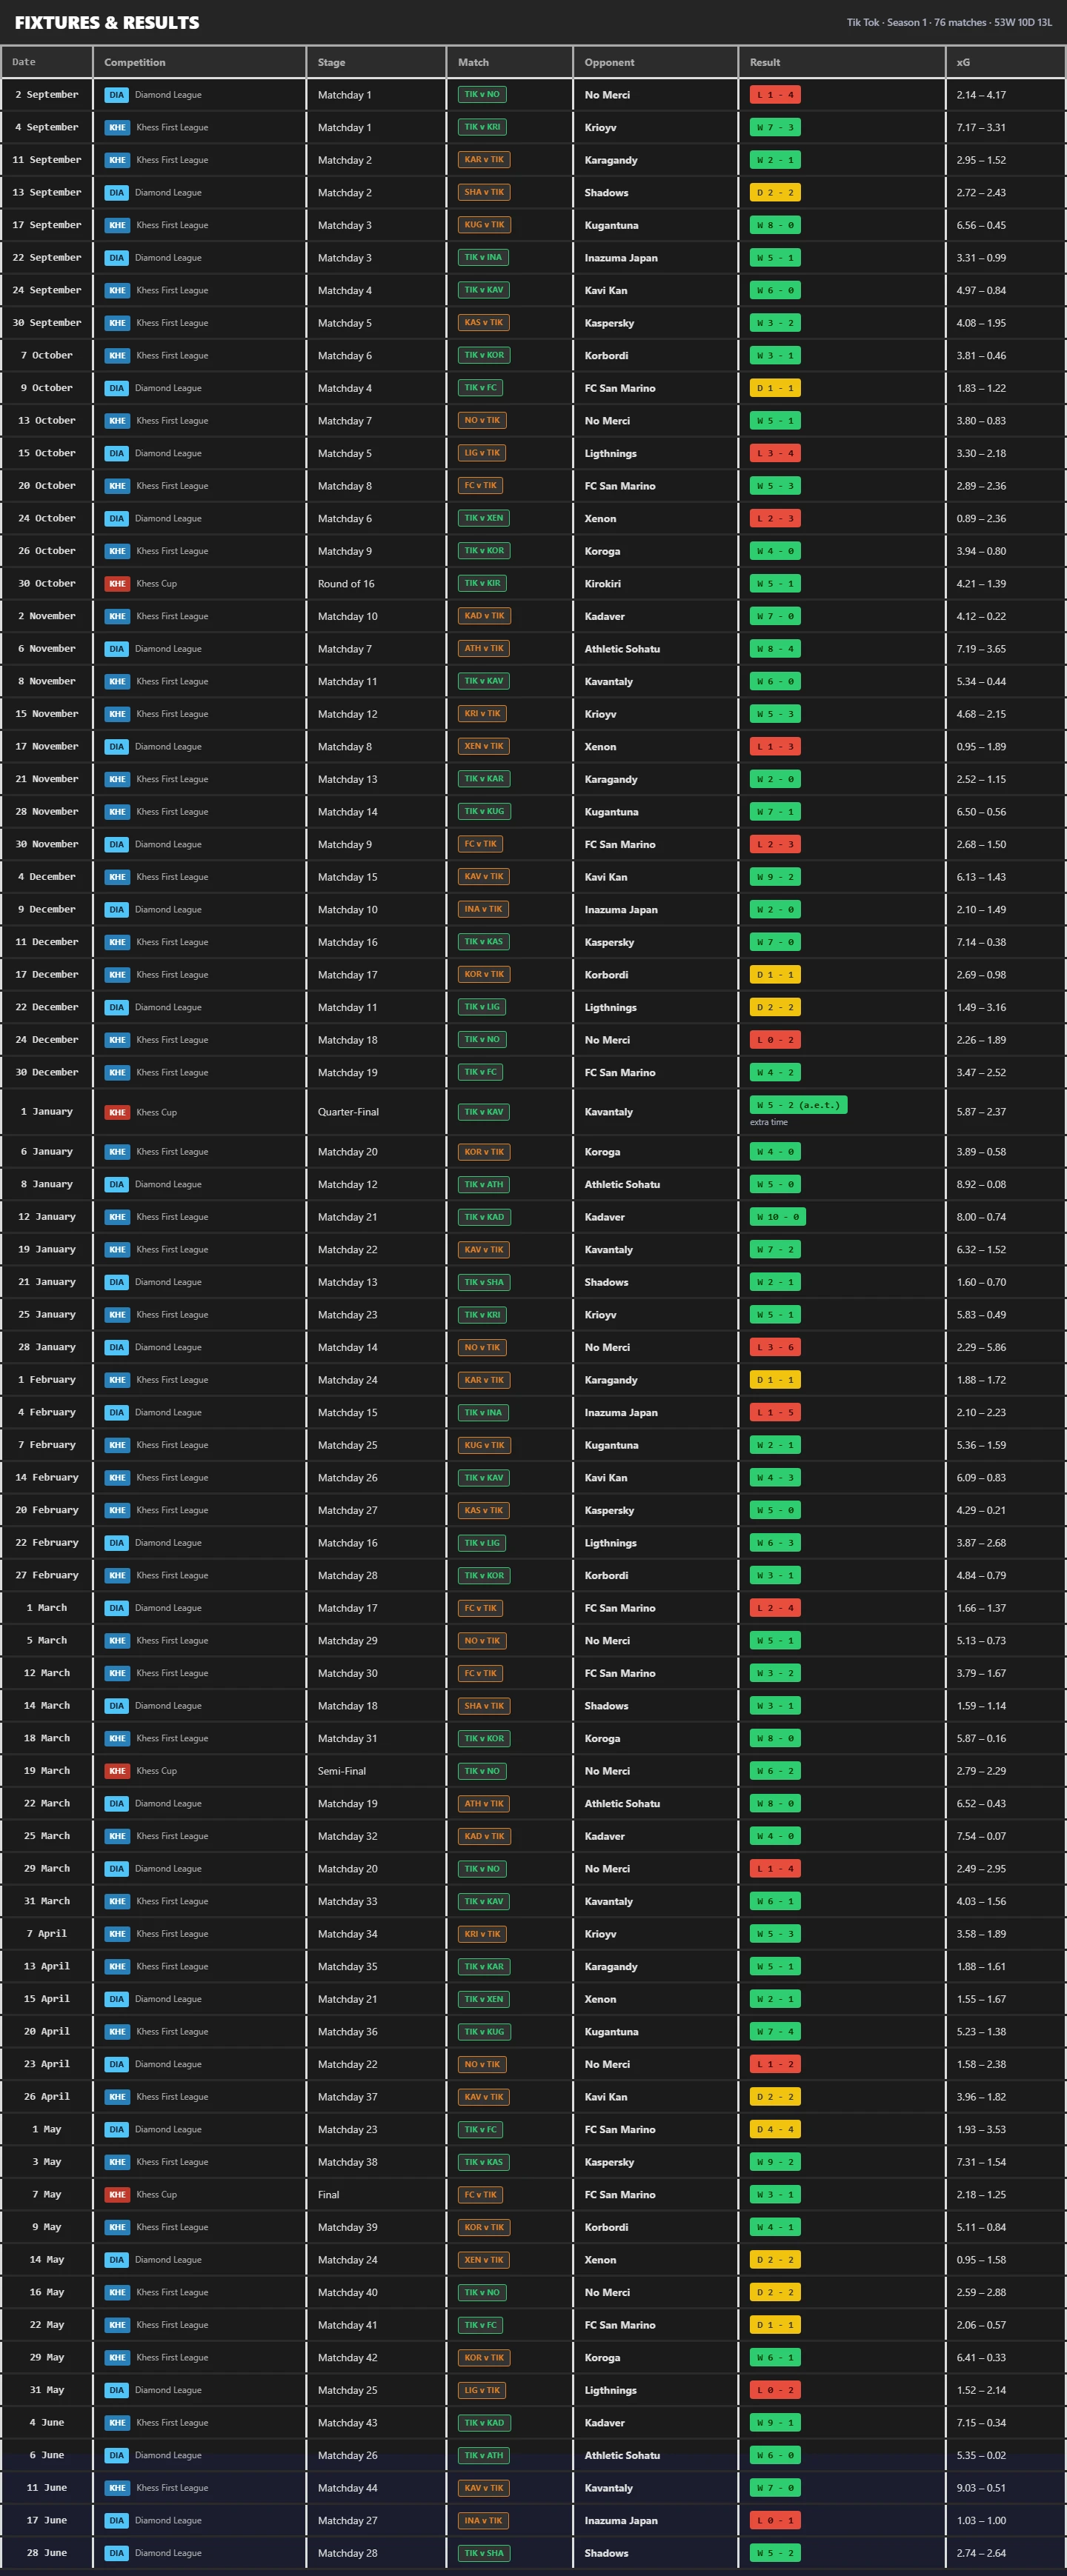 FIXTURES & RESULTS
Tik Tok · Season 1 · 76 matches · 53W 10D 13L
Date Competition Stage Match Opponent Result xG
2 September DIA Diamond League Matchday 1 TIK v NO No Merci L 1 - 4 2.14 – 4.17
4 September KHE Khess First League Matchday 1 TIK v KRI Krioyv W 7 - 3 7.17 – 3.31
11 September KHE Khess First League Matchday 2 KAR v TIK Karagandy W 2 - 1 2.95 – 1.52
13 September DIA Diamond League Matchday 2 SHA v TIK Shadows D 2 - 2 2.72 – 2.43
17 September KHE Khess First League Matchday 3 KUG v TIK Kugantuna W 8 - 0 6.56 – 0.45
22 September DIA Diamond League Matchday 3 TIK v INA Inazuma Japan W 5 - 1 3.31 – 0.99
24 September KHE Khess First League Matchday 4 TIK v KAV Kavi Kan W 6 - 0 4.97 – 0.84
30 September KHE Khess First League Matchday 5 KAS v TIK Kaspersky W 3 - 2 4.08 – 1.95
7 October KHE Khess First League Matchday 6 TIK v KOR Korbordi W 3 - 1 3.81 – 0.46
9 October DIA Diamond League Matchday 4 TIK v FC FC San Marino D 1 - 1 1.83 – 1.22
13 October KHE Khess First League Matchday 7 NO v TIK No Merci W 5 - 1 3.80 – 0.83
15 October DIA Diamond League Matchday 5 LIG v TIK Ligthnings L 3 - 4 3.30 – 2.18
20 October KHE Khess First League Matchday 8 FC v TIK FC San Marino W 5 - 3 2.89 – 2.36
24 October DIA Diamond League Matchday 6 TIK v XEN Xenon L 2 - 3 0.89 – 2.36
26 October KHE Khess First League Matchday 9 TIK v KOR Koroga W 4 - 0 3.94 – 0.80
30 October KHE Khess Cup Round of 16 TIK v KIR Kirokiri W 5 - 1 4.21 – 1.39
2 November KHE Khess First League Matchday 10 KAD v TIK Kadaver W 7 - 0 4.12 – 0.22
6 November DIA Diamond League Matchday 7 ATH v TIK Athletic Sohatu W 8 - 4 7.19 – 3.65
8 November KHE Khess First League Matchday 11 TIK v KAV Kavantaly W 6 - 0 5.34 – 0.44
15 November KHE Khess First League Matchday 12 KRI v TIK Krioyv W 5 - 3 4.68 – 2.15
17 November DIA Diamond League Matchday 8 XEN v TIK Xenon L 1 - 3 0.95 – 1.89
21 November KHE Khess First League Matchday 13 TIK v KAR Karagandy W 2 - 0 2.52 – 1.15
28 November KHE Khess First League Matchday 14 TIK v KUG Kugantuna W 7 - 1 6.50 – 0.56
30 November DIA Diamond League Matchday 9 FC v TIK FC San Marino L 2 - 3 2.68 – 1.50
4 December KHE Khess First League Matchday 15 KAV v TIK Kavi Kan W 9 - 2 6.13 – 1.43
9 December DIA Diamond League Matchday 10 INA v TIK Inazuma Japan W 2 - 0 2.10 – 1.49
11 December KHE Khess First League Matchday 16 TIK v KAS Kaspersky W 7 - 0 7.14 – 0.38
17 December KHE Khess First League Matchday 17 KOR v TIK Korbordi D 1 - 1 2.69 – 0.98
22 December DIA Diamond League Matchday 11 TIK v LIG Ligthnings D 2 - 2 1.49 – 3.16
24 December KHE Khess First League Matchday 18 TIK v NO No Merci L 0 - 2 2.26 – 1.89
30 December KHE Khess First League Matchday 19 TIK v FC FC San Marino W 4 - 2 3.47 – 2.52
1 January KHE Khess Cup Quarter-Final TIK v KAV Kavantaly W 5 - 2 (a.e.t.) 5.87 – 2.37
extra time
6 January KHE Khess First League Matchday 20 KOR v TIK Koroga W 4 - 0 3.89 – 0.58
8 January DIA Diamond League Matchday 12 TIK v ATH Athletic Sohatu W 5 - 0 8.92 – 0.08
12 January KHE Khess First League Matchday 21 TIK v KAD Kadaver W 10 - 0 8.00 – 0.74
19 January KHE Khess First League Matchday 22 KAV v TIK Kavantaly W 7 - 2 6.32 – 1.52
21 January DIA Diamond League Matchday 13 TIK v SHA Shadows W 2 - 1 1.60 – 0.70
25 January KHE Khess First League Matchday 23 TIK v KRI Krioyv W 5 - 1 5.83 – 0.49
28 January DIA Diamond League Matchday 14 NO v TIK No Merci L 3 - 6 2.29 – 5.86
1 February KHE Khess First League Matchday 24 KAR v TIK Karagandy D 1 - 1 1.88 – 1.72
4 February DIA Diamond League Matchday 15 TIK v INA Inazuma Japan L 1 - 5 2.10 – 2.23
7 February KHE Khess First League Matchday 25 KUG v TIK Kugantuna W 2 - 1 5.36 – 1.59
14 February KHE Khess First League Matchday 26 TIK v KAV Kavi Kan W 4 - 3 6.09 – 0.83
20 February KHE Khess First League Matchday 27 KAS v TIK Kaspersky W 5 - 0 4.29 – 0.21
22 February DIA Diamond League Matchday 16 TIK v LIG Ligthnings W 6 - 3 3.87 – 2.68
27 February KHE Khess First League Matchday 28 TIK v KOR Korbordi W 3 - 1 4.84 – 0.79
1 March DIA Diamond League Matchday 17 FC v TIK FC San Marino L 2 - 4 1.66 – 1.37
5 March KHE Khess First League Matchday 29 NO v TIK No Merci W 5 - 1 5.13 – 0.73
12 March KHE Khess First League Matchday 30 FC v TIK FC San Marino W 3 - 2 3.79 – 1.67
14 March DIA Diamond League Matchday 18 SHA v TIK Shadows W 3 - 1 1.59 – 1.14
18 March KHE Khess First League Matchday 31 TIK v KOR Koroga W 8 - 0 5.87 – 0.16
19 March KHE Khess Cup Semi-Final TIK v NO No Merci W 6 - 2 2.79 – 2.29
22 March DIA Diamond League Matchday 19 ATH v TIK Athletic Sohatu W 8 - 0 6.52 – 0.43
25 March KHE Khess First League Matchday 32 KAD v TIK Kadaver W 4 - 0 7.54 – 0.07
29 March DIA Diamond League Matchday 20 TIK v NO No Merci L 1 - 4 2.49 – 2.95
31 March KHE Khess First League Matchday 33 TIK v KAV Kavantaly W 6 - 1 4.03 – 1.56
7 April KHE Khess First League Matchday 34 KRI v TIK Krioyv W 5 - 3 3.58 – 1.89
13 April KHE Khess First League Matchday 35 TIK v KAR Karagandy W 5 - 1 1.88 – 1.61
15 April DIA Diamond League Matchday 21 TIK v XEN Xenon W 2 - 1 1.55 – 1.67
20 April KHE Khess First League Matchday 36 TIK v KUG Kugantuna W 7 - 4 5.23 – 1.38
23 April DIA Diamond League Matchday 22 NO v TIK No Merci L 1 - 2 1.58 – 2.38
26 April KHE Khess First League Matchday 37 KAV v TIK Kavi Kan D 2 - 2 3.96 – 1.82
1 May DIA Diamond League Matchday 23 TIK v FC FC San Marino D 4 - 4 1.93 – 3.53
3 May KHE Khess First League Matchday 38 TIK v KAS Kaspersky W 9 - 2 7.31 – 1.54
7 May KHE Khess Cup Final FC v TIK FC San Marino W 3 - 1 2.18 – 1.25
9 May KHE Khess First League Matchday 39 KOR v TIK Korbordi W 4 - 1 5.11 – 0.84
14 May DIA Diamond League Matchday 24 XEN v TIK Xenon D 2 - 2 0.95 – 1.58
16 May KHE Khess First League Matchday 40 TIK v NO No Merci D 2 - 2 2.59 – 2.88
22 May KHE Khess First League Matchday 41 TIK v FC FC San Marino D 1 - 1 2.06 – 0.57
29 May KHE Khess First League Matchday 42 KOR v TIK Koroga W 6 - 1 6.41 – 0.33
31 May DIA Diamond League Matchday 25 LIG v TIK Ligthnings L 0 - 2 1.52 – 2.14
4 June KHE Khess First League Matchday 43 TIK v KAD Kadaver W 9 - 1 7.15 – 0.34
6 June DIA Diamond League Matchday 26 TIK v ATH Athletic Sohatu W 6 - 0 5.35 – 0.02
11 June KHE Khess First League Matchday 44 KAV v TIK Kavantaly W 7 - 0 9.03 – 0.51
17 June DIA Diamond League Matchday 27 INA v TIK Inazuma Japan L 0 - 1 1.03 – 1.00
28 June DIA Diamond League Matchday 28 TIK v SHA Shadows W 5 - 2 2.74 – 2.64